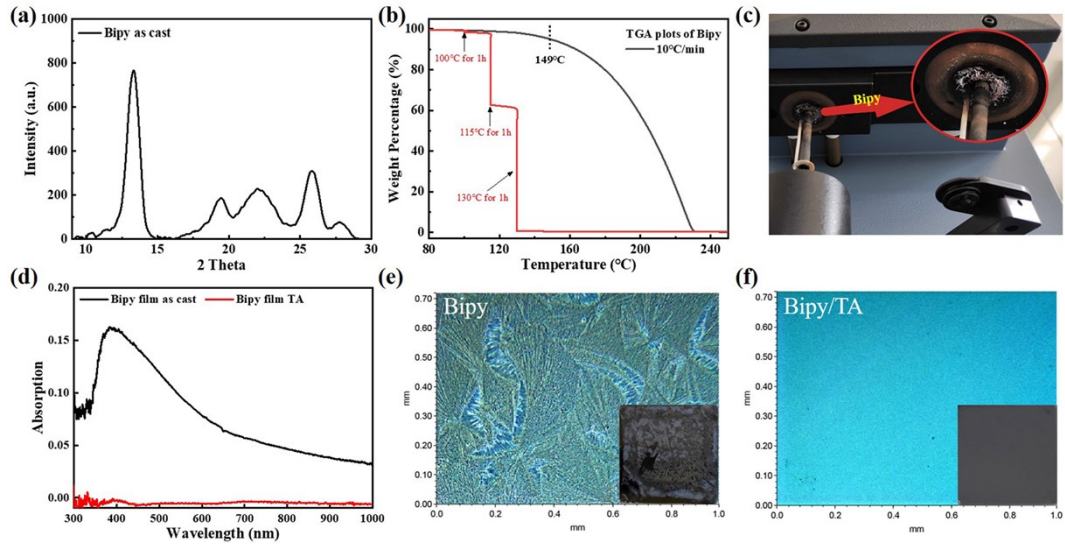 (a)
Bipy as cast
1000
800
600
400
200
0
10
15
20
25
30
2 Theta
Intensity (a.u.)
(b)
TGA plots of Bipy
10°C/min
149°C
100°C for 1h
115°C for 1h
130°C for 1h
100
80
60
40
20
0
80
120
160
200
240
Temperature (°C)
Weight Percentage (%)
(c)
Bipy
(d)
Bipy film as cast
Bipy film TA
0.20
0.15
0.10
0.05
0.00
300
400
500
600
700
800
900
1000
Wavelength (nm)
Absorption
(e)
Bipy
0.70
0.60
0.50
0.40
0.30
0.20
0.10
0.00
mm
0.0
0.2
0.4
0.6
0.8
1.0
mm
(f)
Bipy/TA
0.70
0.60
0.50
0.40
0.30
0.20
0.10
0.00
mm
0.0
0.2
0.4
0.6
0.8
1.0
mm